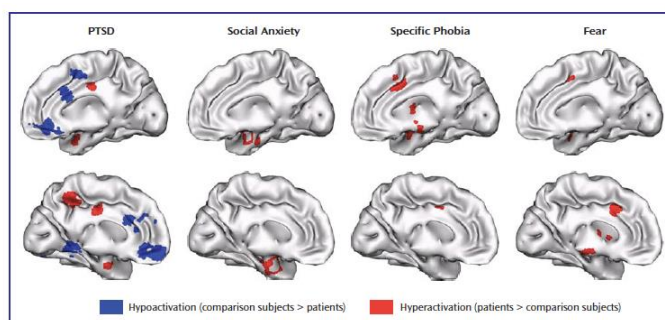 PTSD Social Anxiety Specific Phobia Fear
Hypoactivation (comparison subjects > patients) Hyperactivation (patients > comparison subjects)